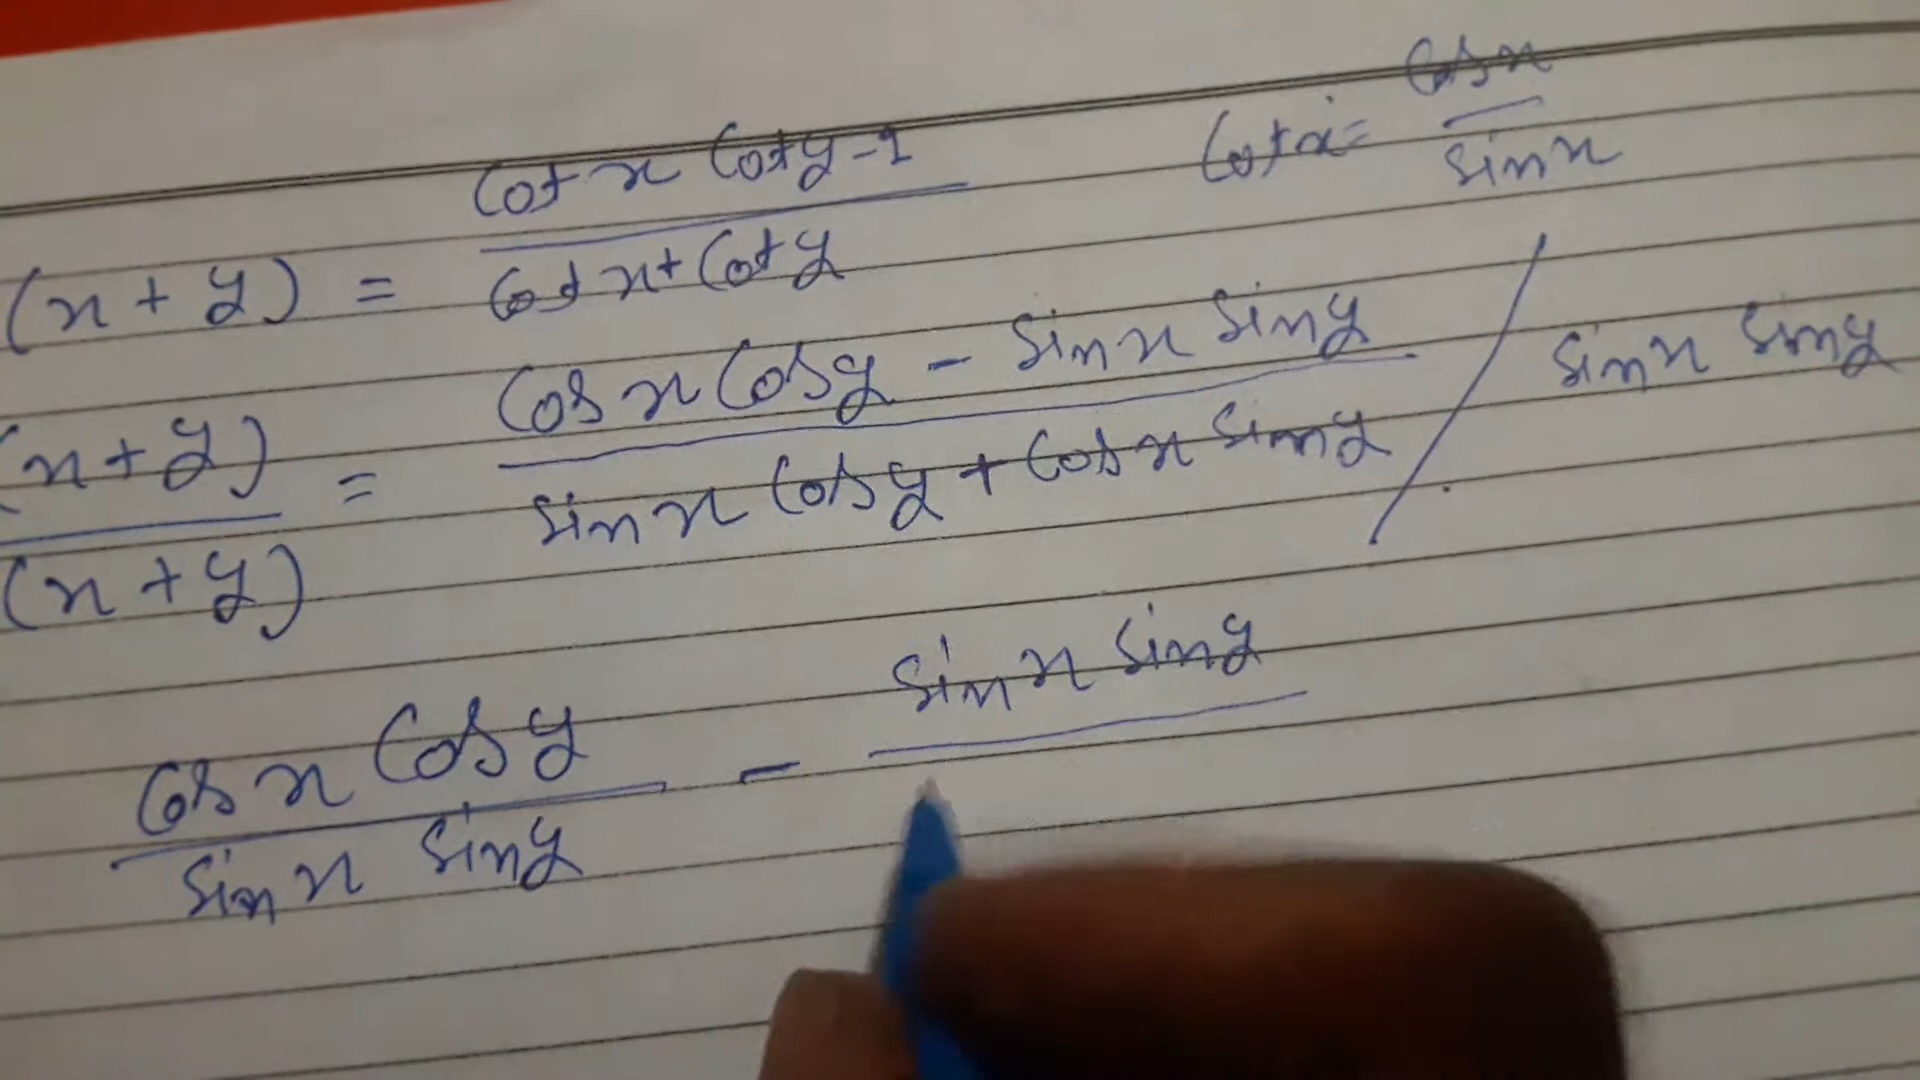 (x + y) = cot x cot y - 1 / cot x + cot y
cot x = cos x / sin x
(x + y) / (x + y) = cos x cos y - sin x sin y / sin x cos y + cos x sin y / sin x sin y
cos x cos y / sin x sin y - sin x sin y